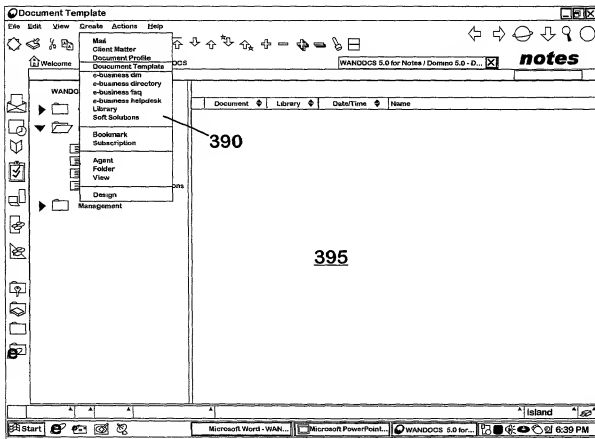 Document Template
File Edit View Create Actions Help
Mail
Client Matter
Document Profile
Doucument Template
e-business dm
e-business directory
e-business faq
e-business helpdesk
Library
Soft Solutions
Bookmark
Subscription
Agent
Folder
View
Design
Welcome
OCS
WANDOCS 5.0 for Notes / Domino 5.0 - D...
notes
WANDO
Document Library Date/Time Name
390
ons
Management
395
island
Start
Microsoft Word - WAN...
Microsoft PowerPoint...
WANDOCS 5.0 for...
6:39 PM